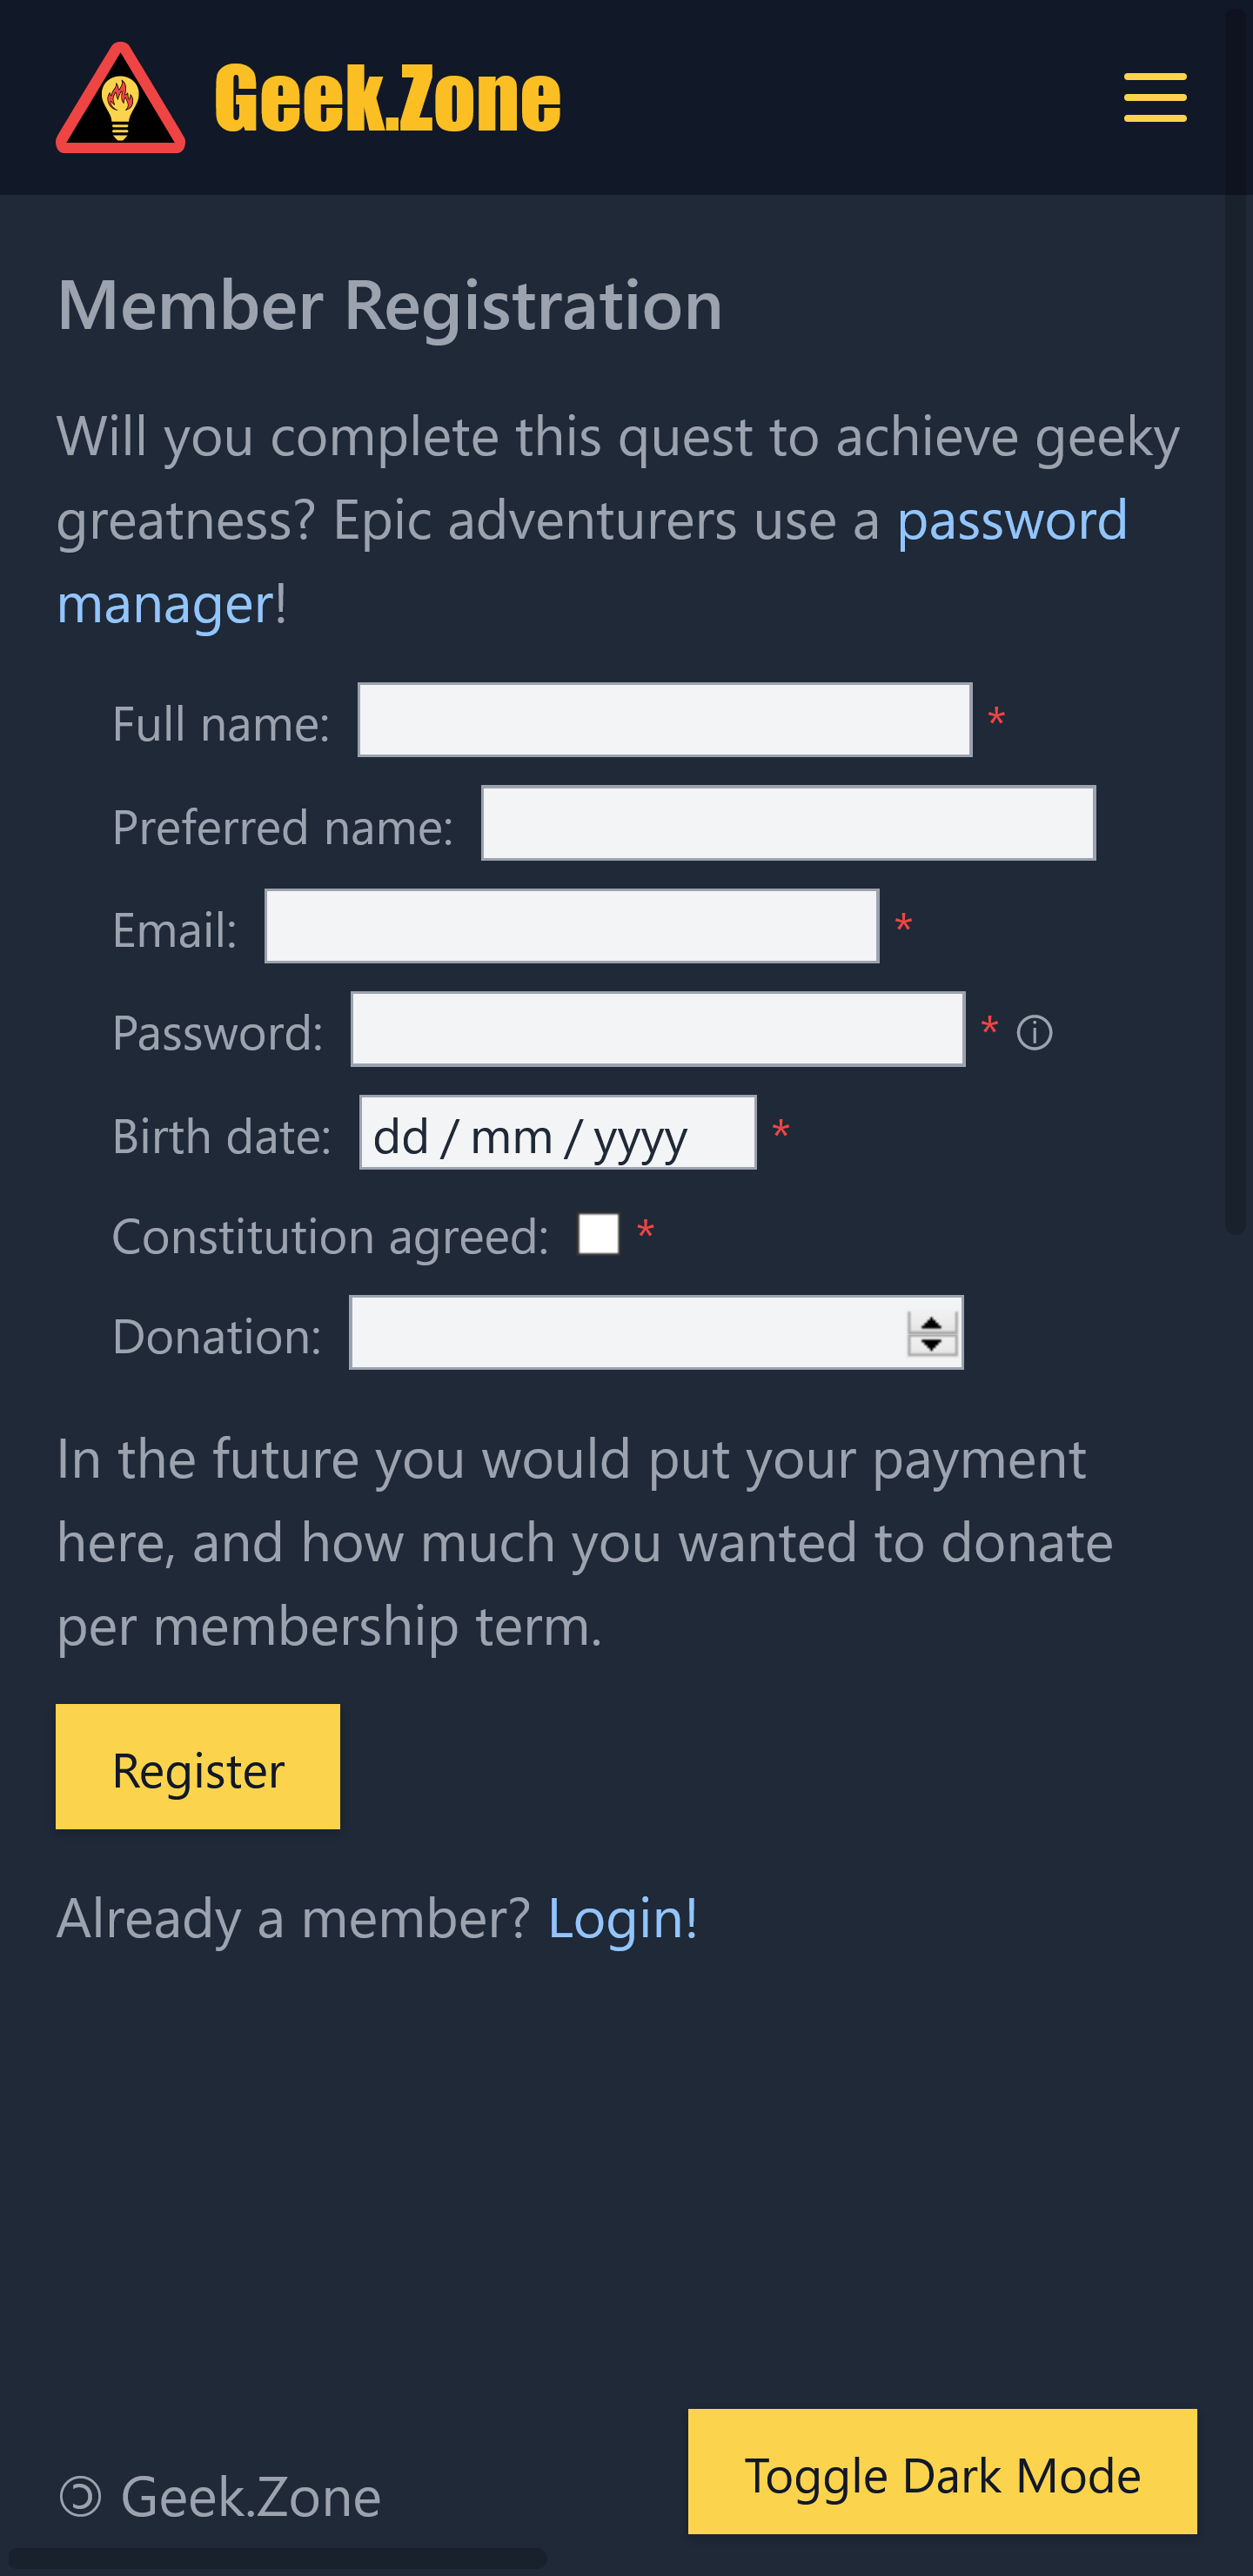 Geek.Zone
Member Registration
Will you complete this quest to achieve geeky
greatness? Epic adventurers use a password
manager!
Full name: *
Preferred name:
Email: *
Password: * ⓘ
Birth date: dd / mm / yyyy *
Constitution agreed: *
Donation:
In the future you would put your payment
here, and how much you wanted to donate
per membership term.
Register
Already a member? Login!
🄯 Geek.Zone
Toggle Dark Mode